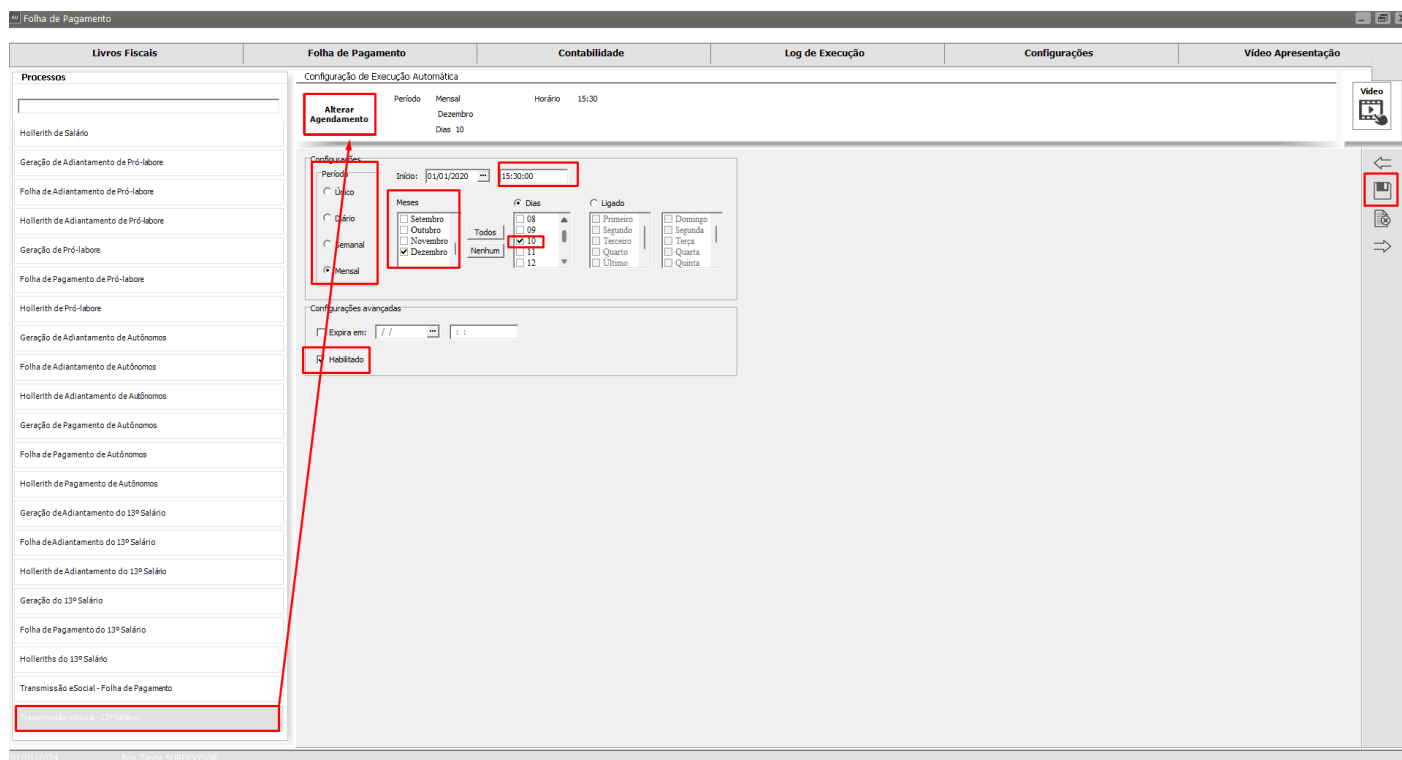 AU Folha de Pagamento
Livros Fiscais
Folha de Pagamento
Contabilidade
Log de Execução
Configurações
Vídeo Apresentação
Processos
Hollerith de Salário
Geração de Adiantamento de Pró-labore
Folha de Adiantamento de Pró-labore
Hollerith de Adiantamento de Pró-labore
Geração de Pró-labore
Folha de Pagamento de Pró-labore
Hollerith de Pró-labore
Geração de Adiantamento de Autônomos
Folha de Adiantamento de Autônomos
Hollerith de Adiantamento de Autônomos
Geração de Pagamento de Autônomos
Folha de Pagamento de Autônomos
Hollerith de Pagamento de Autônomos
Geração de Adiantamento do 13º Salário
Folha de Adiantamento do 13º Salário
Hollerith de Adiantamento do 13º Salário
Geração do 13º Salário
Folha de Pagamento do 13º Salário
Holleriths do 13º Salário
Transmissão eSocial - Folha de Pagamento
Transmissão eSocial - 13º Salário
Configuração de Execução Automática
Alterar
Agendamento
Período Mensal Horário 15:30
Dezembro
Dias 10
Vídeo
Configurações
Período
Único
Diário
Semanal
Mensal
Início: 01/01/2020 ... 15:30:00
Meses
Setembro
Outubro
Novembro
Dezembro
Todos
Nenhum
Dias
08
09
10
11
12
Ligado
Primeiro
Segundo
Terceiro
Quarto
Último
Domingo
Segunda
Terça
Quarta
Quinta
Configurações avançadas
Expira em: / / ... : :
Habilitado
31/01/2024 Boa Tarde SUPERVISOR